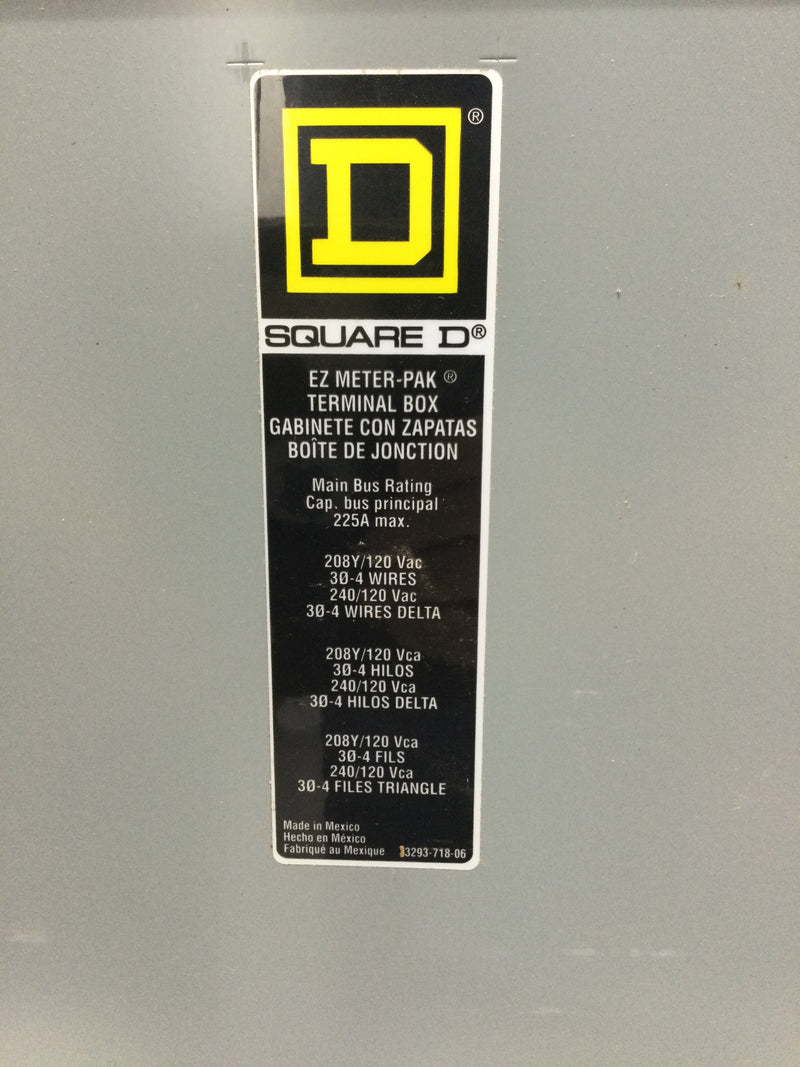 D®
SQUARE D®
EZ METER-PAK ®
TERMINAL BOX
GABINETE CON ZAPATAS
BOÎTE DE JONCTION
Main Bus Rating
Cap. bus principal
225A max.
208Y/120 Vac
3Ø-4 WIRES
240/120 Vac
3Ø-4 WIRES DELTA
208Y/120 Vca
3Ø-4 HILOS
240/120 Vca
3Ø-4 HILOS DELTA
208Y/120 Vca
3Ø-4 FILS
240/120 Vca
3Ø-4 FILES TRIANGLE
Made in Mexico
Hecho en México
Fabriqué au Mexique